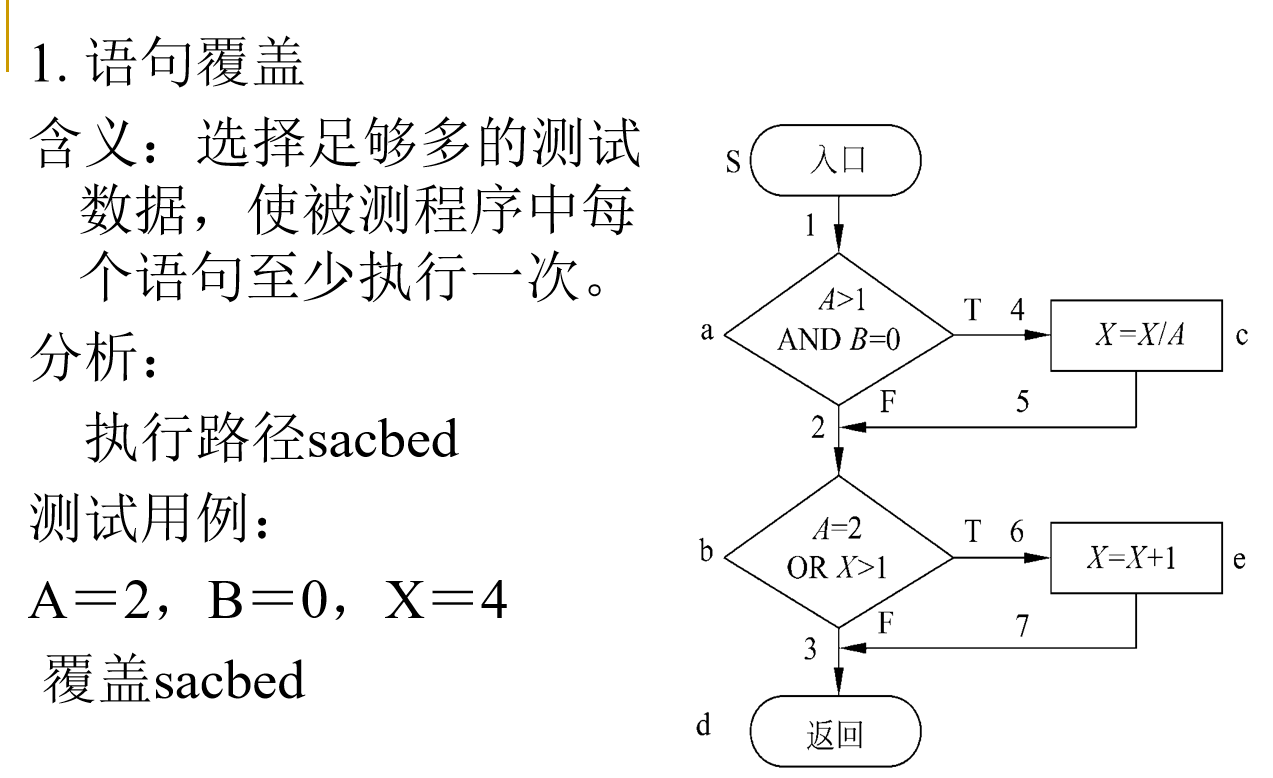 1. 语句覆盖
含义：选择足够多的测试
数据，使被测程序中每
个语句至少执行一次。
分析：
执行路径sacbed
测试用例：
A＝2，B＝0，X＝4
覆盖sacbed
S
入口
1
a
A>1
AND B=0
T 4
X=X/A
c
F
5
2
b
A=2
OR X>1
T 6
X=X+1
e
F
7
3
d
返回